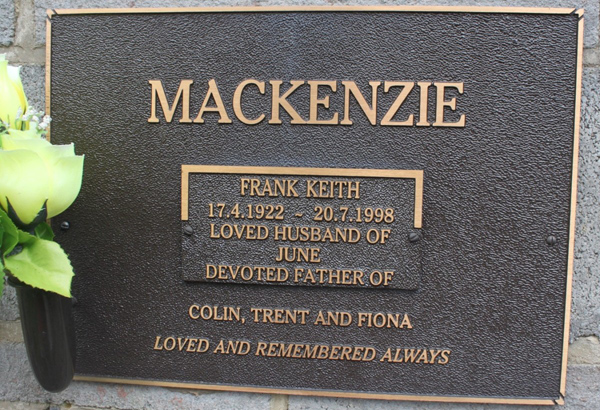 MACKENZIE
FRANK KEITH
17.4.1922 ~ 20.7.1998
LOVED HUSBAND OF
JUNE
DEVOTED FATHER OF
COLIN, TRENT AND FIONA
LOVED AND REMEMBERED ALWAYS